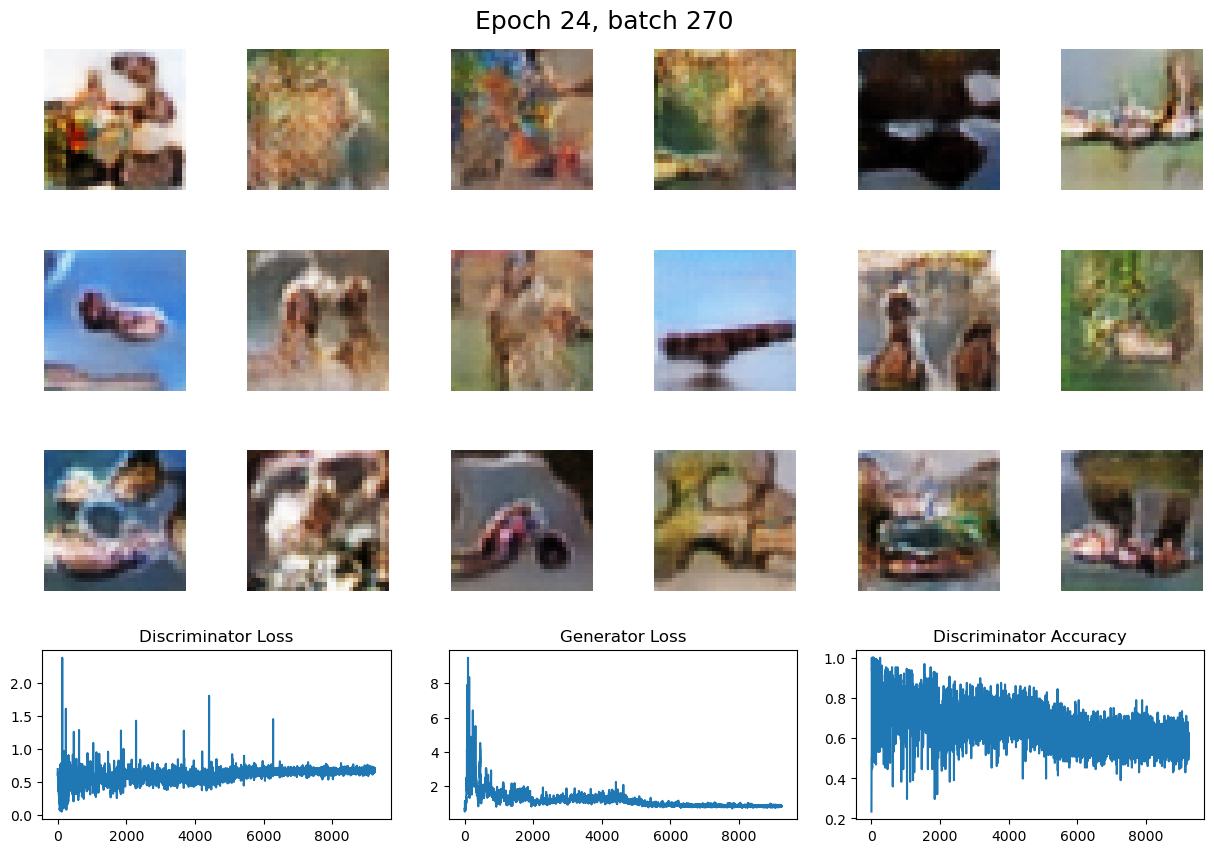 Epoch 24, batch 270
Discriminator Loss
Generator Loss
Discriminator Accuracy
2.0
1.5
1.0
0.5
0.0
0 2000 4000 6000 8000
8
6
4
2
0 2000 4000 6000 8000
1.0
0.8
0.6
0.4
0.2
0 2000 4000 6000 8000